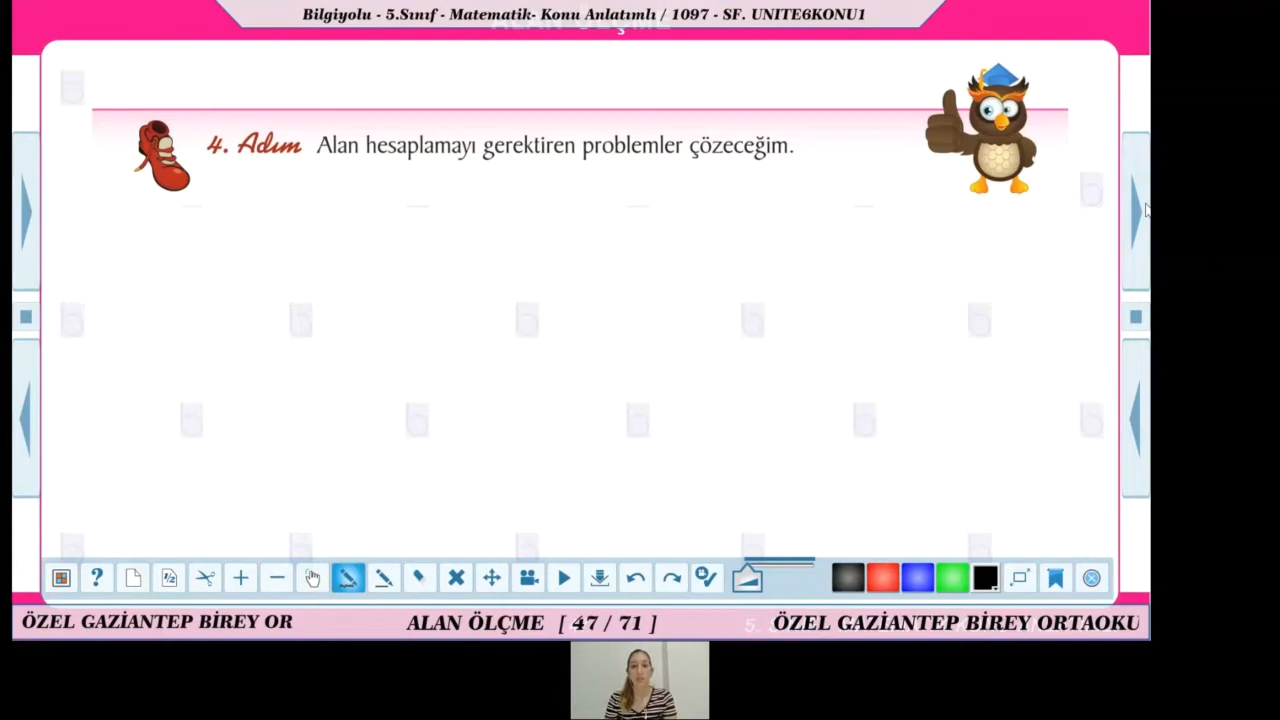 Bilgiyolu - 5.Sınıf - Matematik- Konu Anlatımlı / 1097 - SF. UNITE6KONU1
4. Adım Alan hesaplamayı gerektiren problemler çözeceğim.
ÖZEL GAZİANTEP BİREY OR
ALAN ÖLÇME [ 47 / 71 ]
ÖZEL GAZİANTEP BİREY ORTAOKU